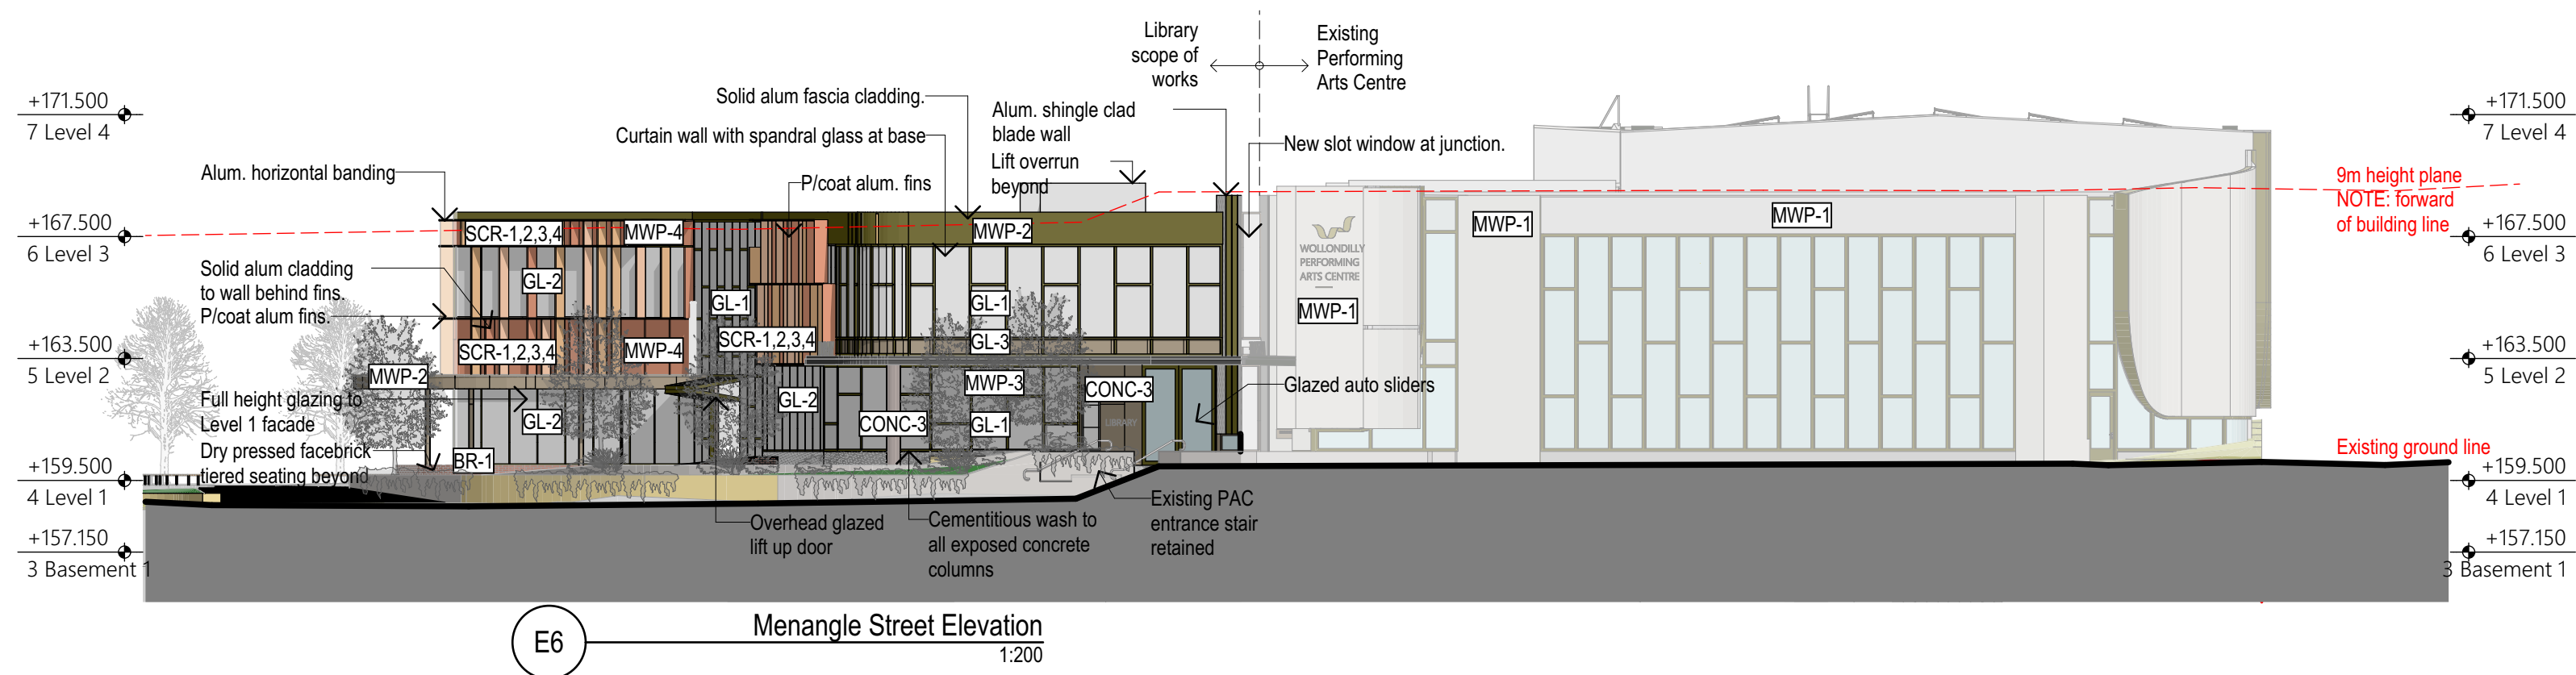 Library
scope of
works
Existing
Performing
Arts Centre
+171.500
7 Level 4
Solid alum fascia cladding.
Alum. shingle clad
blade wall
Curtain wall with spandral glass at base
Lift overrun
beyond
New slot window at junction.
+171.500
7 Level 4
Alum. horizontal banding
P/coat alum. fins
9m height plane
NOTE: forward
of building line
+167.500
6 Level 3
SCR-1,2,3,4
MWP-4
MWP-2
WOLLONDILLY
PERFORMING
ARTS CENTRE
MWP-1
MWP-1
MWP-1
+167.500
6 Level 3
Solid alum cladding
to wall behind fins.
P/coat alum fins.
GL-2
GL-1
GL-1
SCR-1,2,3,4
GL-3
+163.500
5 Level 2
SCR-1,2,3,4
MWP-4
+163.500
5 Level 2
MWP-2
MWP-3
CONC-3
Glazed auto sliders
Full height glazing to
Level 1 facade
GL-2
GL-2
CONC-3
GL-1
LIBRARY
Dry pressed facebrick
tiered seating beyond
BR-1
Existing ground line
+159.500
4 Level 1
+159.500
4 Level 1
Existing PAC
entrance stair
retained
Overhead glazed
lift up door
Cementitious wash to
all exposed concrete
columns
+157.150
3 Basement 1
+157.150
3 Basement 1
E6
Menangle Street Elevation
1:200